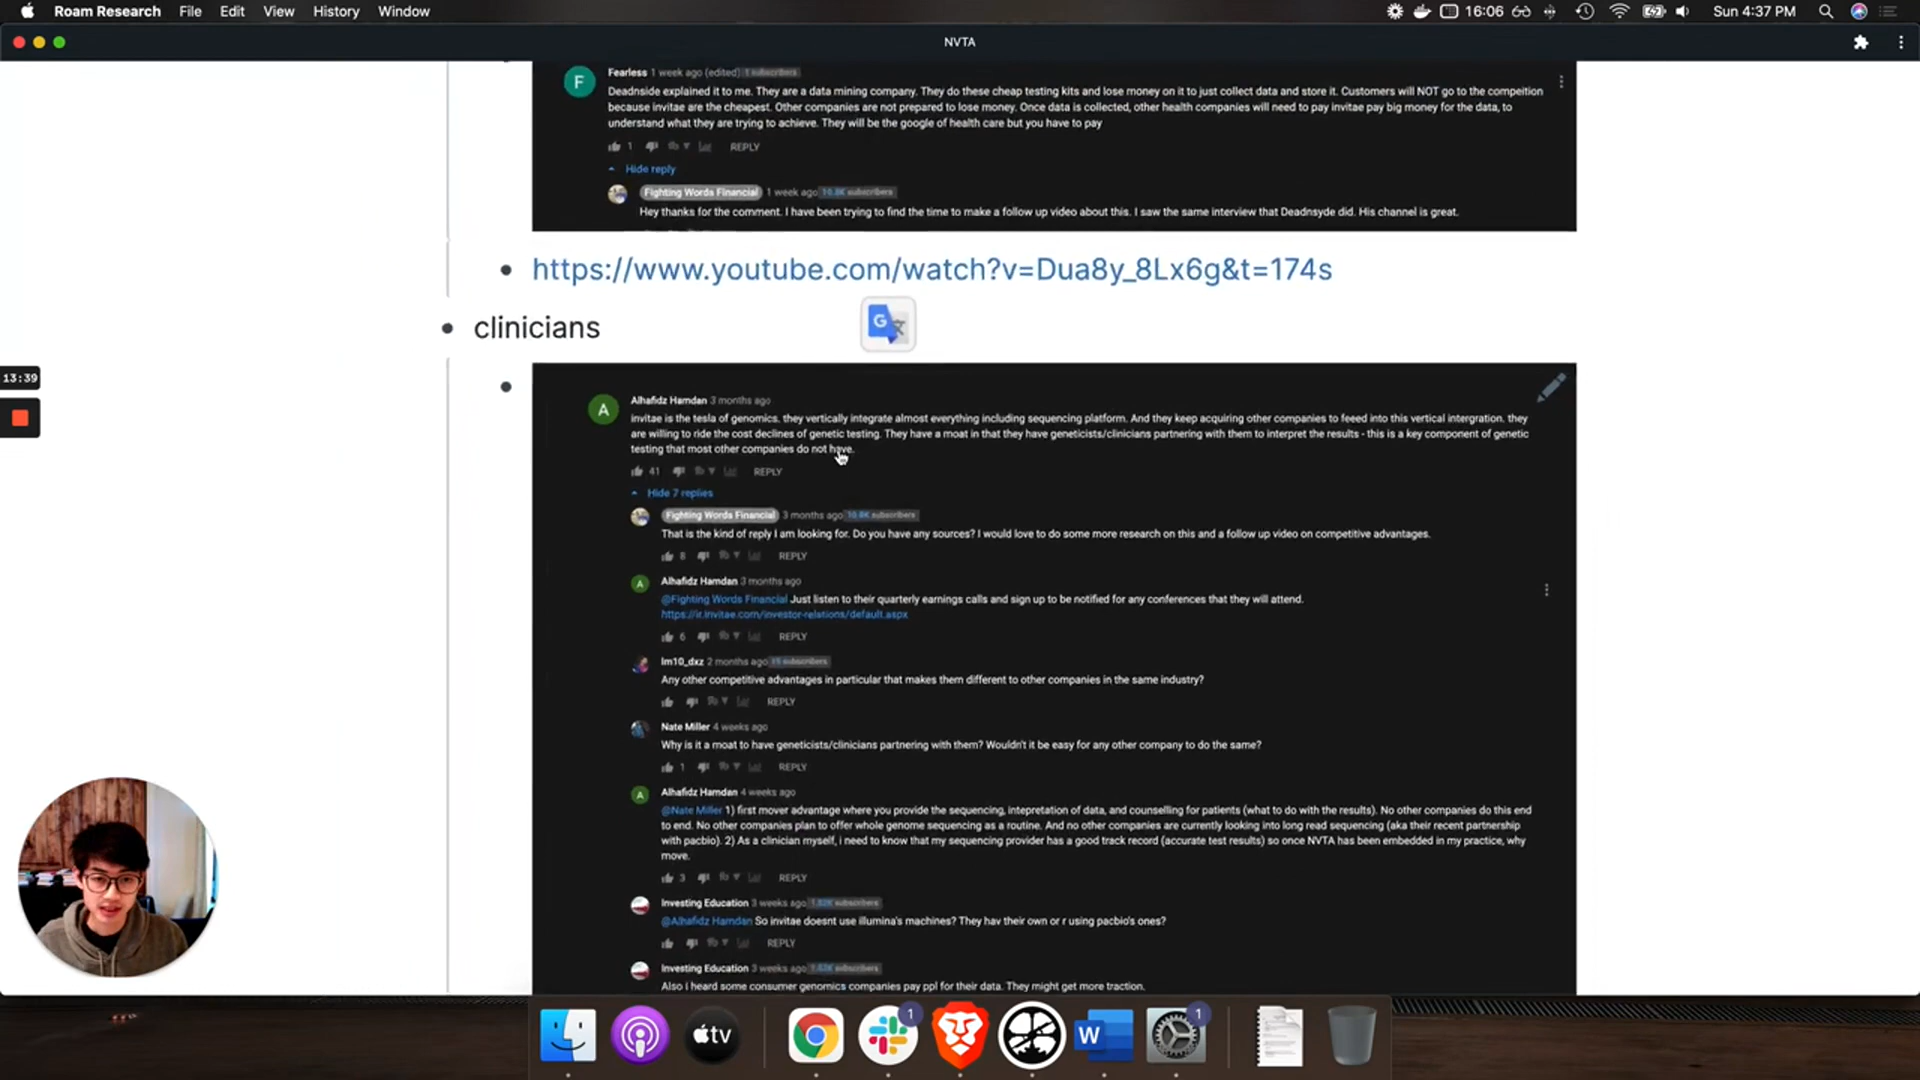 Roam Research File Edit View History Window
16:06 Sun 4:37 PM
NVTA
F
Fearless 1 week ago (edited) 1 subscribers
Deadnside explained it to me. They are a data mining company. They do these cheap testing kits and lose money on it to just collect data and store it. Customers will NOT go to the compeition
because invitae are the cheapest. Other companies are not prepared to lose money. Once data is collected, other health companies will need to pay invitae pay big money for the data, to
understand what they are trying to achieve. They will be the google of health care but you have to pay
1 REPLY
Hide reply
Fighting Words Financial 1 week ago 10.8K subscribers
Hey thanks for the comment. I have been trying to find the time to make a follow up video about this. I saw the same interview that Deadnsyde did. His channel is great.
https://www.youtube.com/watch?v=Dua8y_8Lx6g&t=174s
clinicians
13:39
A
Alhafidz Hamdan 3 months ago
invitae is the tesla of genomics. they vertically integrate almost everything including sequencing platform. And they keep acquiring other companies to feeed into this vertical intergration. they
are willing to ride the cost declines of genetic testing. They have a moat in that they have geneticists/clinicians partnering with them to interpret the results - this is a key component of genetic
testing that most other companies do not have.
41 REPLY
Hide 7 replies
Fighting Words Financial 3 months ago 10.8K subscribers
That is the kind of reply I am looking for. Do you have any sources? I would love to do some more research on this and a follow up video on competitive advantages.
8 REPLY
A
Alhafidz Hamdan 3 months ago
@Fighting Words Financial Just listen to their quarterly earnings calls and sign up to be notified for any conferences that they will attend.
https://ir.invitae.com/investor-relations/default.aspx
6 REPLY
lm10_dxz 2 months ago 15 subscribers
Any other competitive advantages in particular that makes them different to other companies in the same industry?
REPLY
Nate Miller 4 weeks ago
Why is it a moat to have geneticists/clinicians partnering with them? Wouldn't it be easy for any other company to do the same?
1 REPLY
A
Alhafidz Hamdan 4 weeks ago
@Nate Miller 1) first mover advantage where you provide the sequencing, intepretation of data, and counselling for patients (what to do with the results). No other companies do this end
to end. No other companies plan to offer whole genome sequencing as a routine. And no other companies are currently looking into long read sequencing (aka their recent partnership
with pacbio). 2) As a clinician myself, i need to know that my sequencing provider has a good track record (accurate test results) so once NVTA has been embedded in my practice, why
move.
3 REPLY
Investing Education 3 weeks ago 1.52K subscribers
@Alhafidz Hamdan So invitae doesnt use illumina's machines? They hav their own or r using pacbio's ones?
REPLY
Investing Education 3 weeks ago 1.52K subscribers
Also i heard some consumer genomics companies pay ppl for their data. They might get more traction.
tv
1
W
1